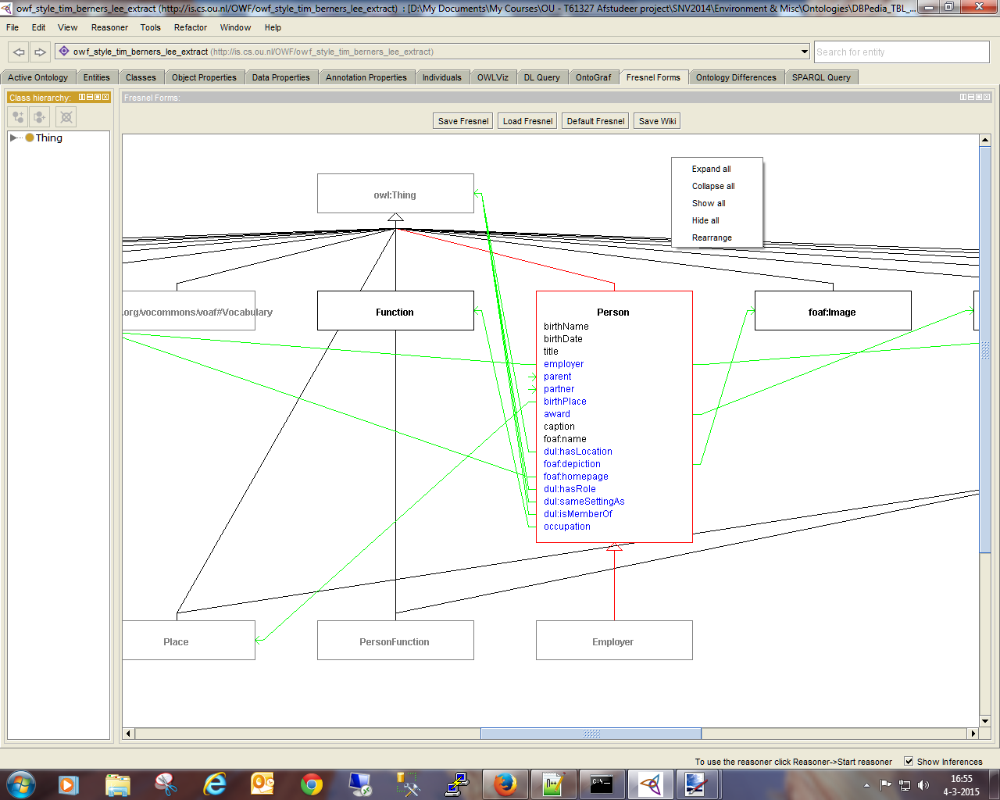 owf_style_tim_berners_lee_extract (http://is.cs.ou.nl/OWF/owf_style_tim_berners_lee_extract) : [D:\My Documents\My Courses\OU - T61327 Afstudeer project\SNV2014\Environment & Misc\Ontologies\DBPedia_TBL_...
File Edit View Reasoner Tools Refactor Window Help
owf_style_tim_berners_lee_extract (http://is.cs.ou.nl/OWF/owf_style_tim_berners_lee_extract)
Search for entity
Active Ontology Entities Classes Object Properties Data Properties Annotation Properties Individuals OWLViz DL Query OntoGraf Fresnel Forms Ontology Differences SPARQL Query
Class hierarchy:
Thing
Fresnel Forms:
Save Fresnel Load Fresnel Default Fresnel Save Wiki
Expand all
Collapse all
Show all
Hide all
Rearrange
owl:Thing
.org/vocommons/voaf#Vocabulary
Function
Person
birthName
birthDate
title
employer
parent
partner
birthPlace
award
caption
foaf:name
dul:hasLocation
foaf:depiction
foaf:homepage
dul:hasRole
dul:sameSettingAs
dul:isMemberOf
occupation
foaf:Image
Place
PersonFunction
Employer
To use the reasoner click Reasoner->Start reasoner Show Inferences
16:55
4-3-2015